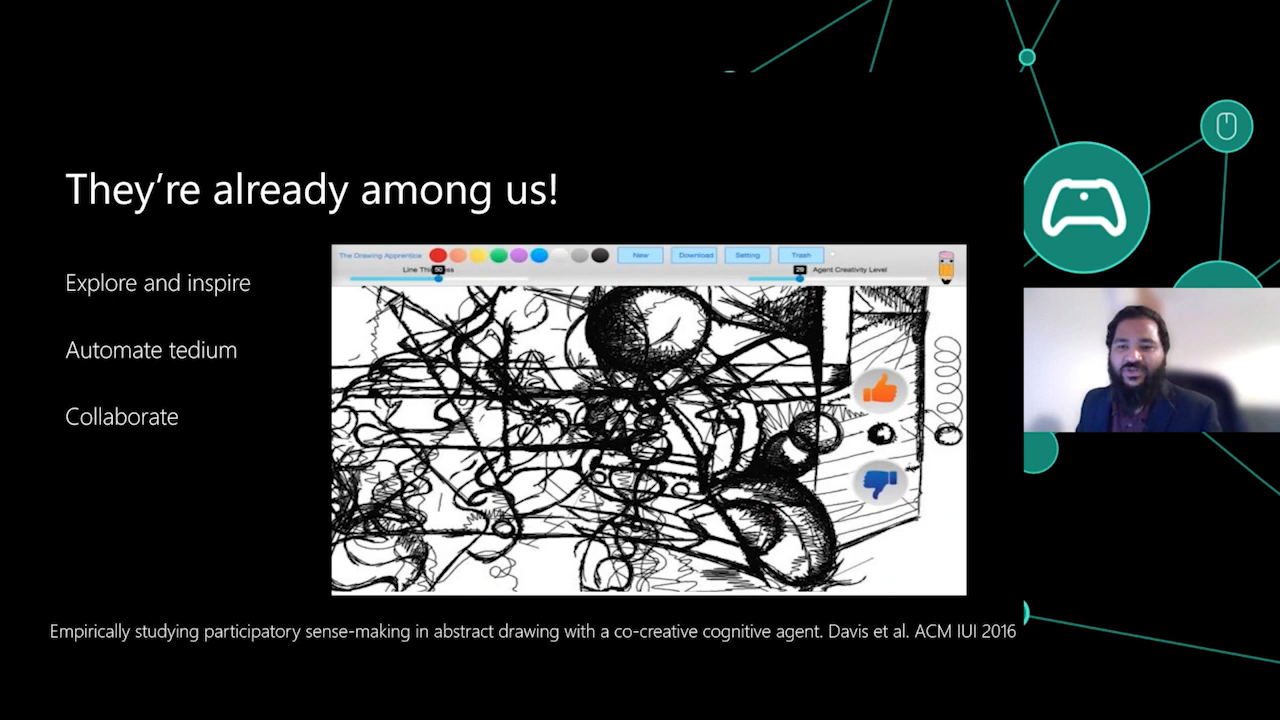 They're already among us!
Explore and inspire
Automate tedium
Collaborate
The Drawing Apprentice
New
Download
Setting
Trash
50
29
Agent Creativity Level
Empirically studying participatory sense-making in abstract drawing with a co-creative cognitive agent. Davis et al. ACM IUI 2016